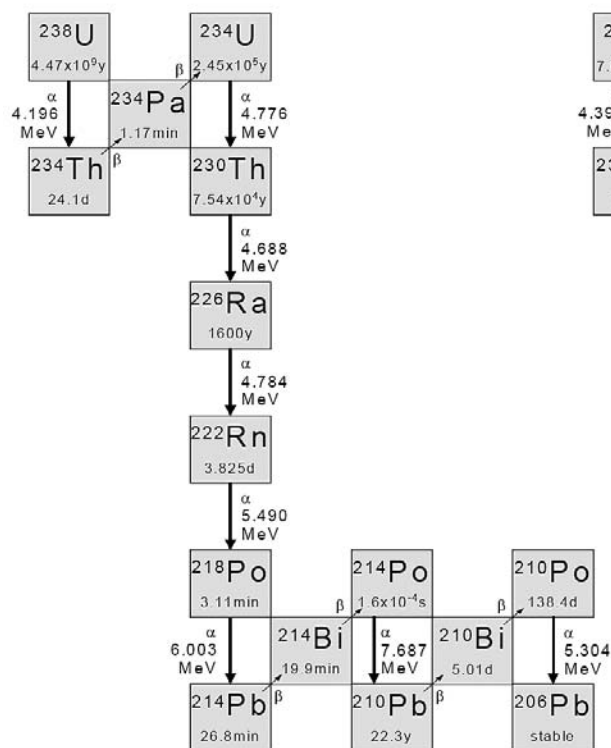 238U
4.47x10⁹y
234U
2.45x10⁵y
β
234Pa
1.17min
α
4.196
MeV
α
4.776
MeV
234Th
24.1d
β
230Th
7.54x10⁴y
α
4.688
MeV
226Ra
1600y
α
4.784
MeV
222Rn
3.825d
α
5.490
MeV
218Po
3.11min
214Po
1.6x10⁻⁴s
210Po
138.4d
β
β
214Bi
19.9min
210Bi
5.01d
α
6.003
MeV
α
7.687
MeV
α
5.304
MeV
214Pb
26.8min
β
210Pb
22.3y
β
206Pb
stable